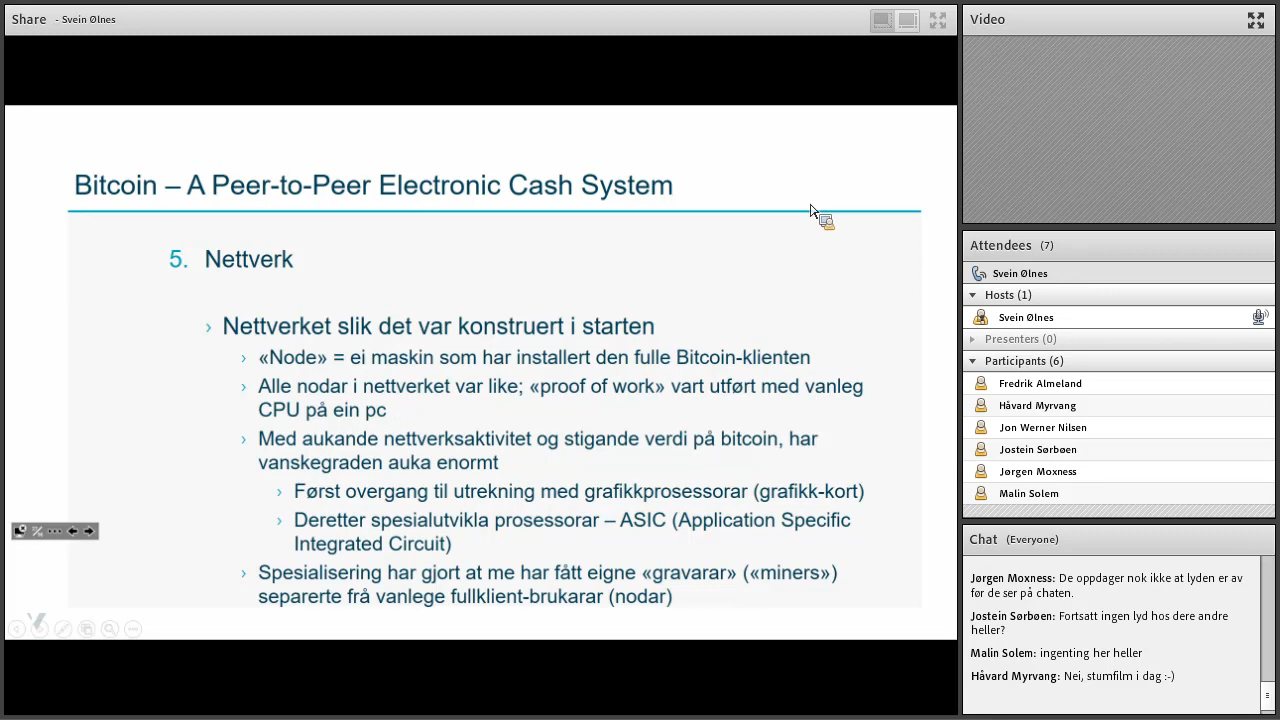 Share - Svein Ølnes
Bitcoin – A Peer-to-Peer Electronic Cash System
5. Nettverk
› Nettverket slik det var konstruert i starten
› «Node» = ei maskin som har installert den fulle Bitcoin-klienten
› Alle nodar i nettverket var like; «proof of work» vart utført med vanleg
CPU på ein pc
› Med aukande nettverksaktivitet og stigande verdi på bitcoin, har
vanskegraden auka enormt
› Først overgang til utrekning med grafikkprosessorar (grafikk-kort)
› Deretter spesialutvikla prosessorar – ASIC (Application Specific
Integrated Circuit)
› Spesialisering har gjort at me har fått eigne «gravarar» («miners»)
separerte frå vanlege fullklient-brukarar (nodar)
Video
Attendees (7)
Svein Ølnes
Hosts (1)
Svein Ølnes
Presenters (0)
Participants (6)
Fredrik Almeland
Håvard Myrvang
Jon Werner Nilsen
Jostein Sørbøen
Jørgen Moxness
Malin Solem
Chat (Everyone)
Jørgen Moxness: De oppdager nok ikke at lyden er av
før de ser på chaten.
Jostein Sørbøen: Fortsatt ingen lyd hos dere andre
heller?
Malin Solem: ingenting her heller
Håvard Myrvang: Nei, stumfilm i dag :-)